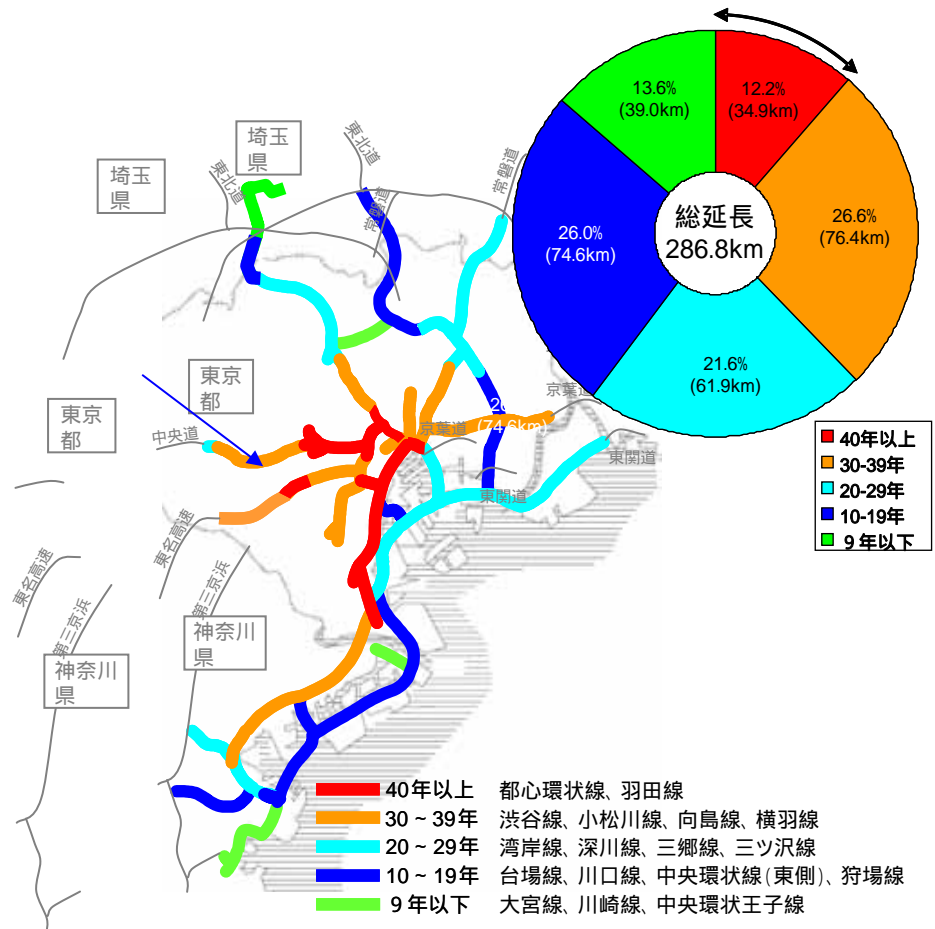 13.6%
(39.0km)
12.2%
(34.9km)
26.0%
(74.6km)
総延長
286.8km
26.6%
(76.4km)
21.6%
(61.9km)
40年以上
30-39年
20-29年
10-19年
９年以下
埼玉
県
埼玉
県
東北道
東北道
常磐道
常磐道
東京
都
東京
都
中央道
京葉道
京葉道
(74.6km)
東関道
東関道
東名高速
東名高速
第三京浜
第三京浜
神奈川
県
神奈川
県
40年以上 都心環状線、羽田線
30～39年 渋谷線、小松川線、向島線、横羽線
20～29年 湾岸線、深川線、三郷線、三ツ沢線
10～19年 台場線、川口線、中央環状線(東側)、狩場線
９年以下 大宮線、川崎線、中央環状王子線